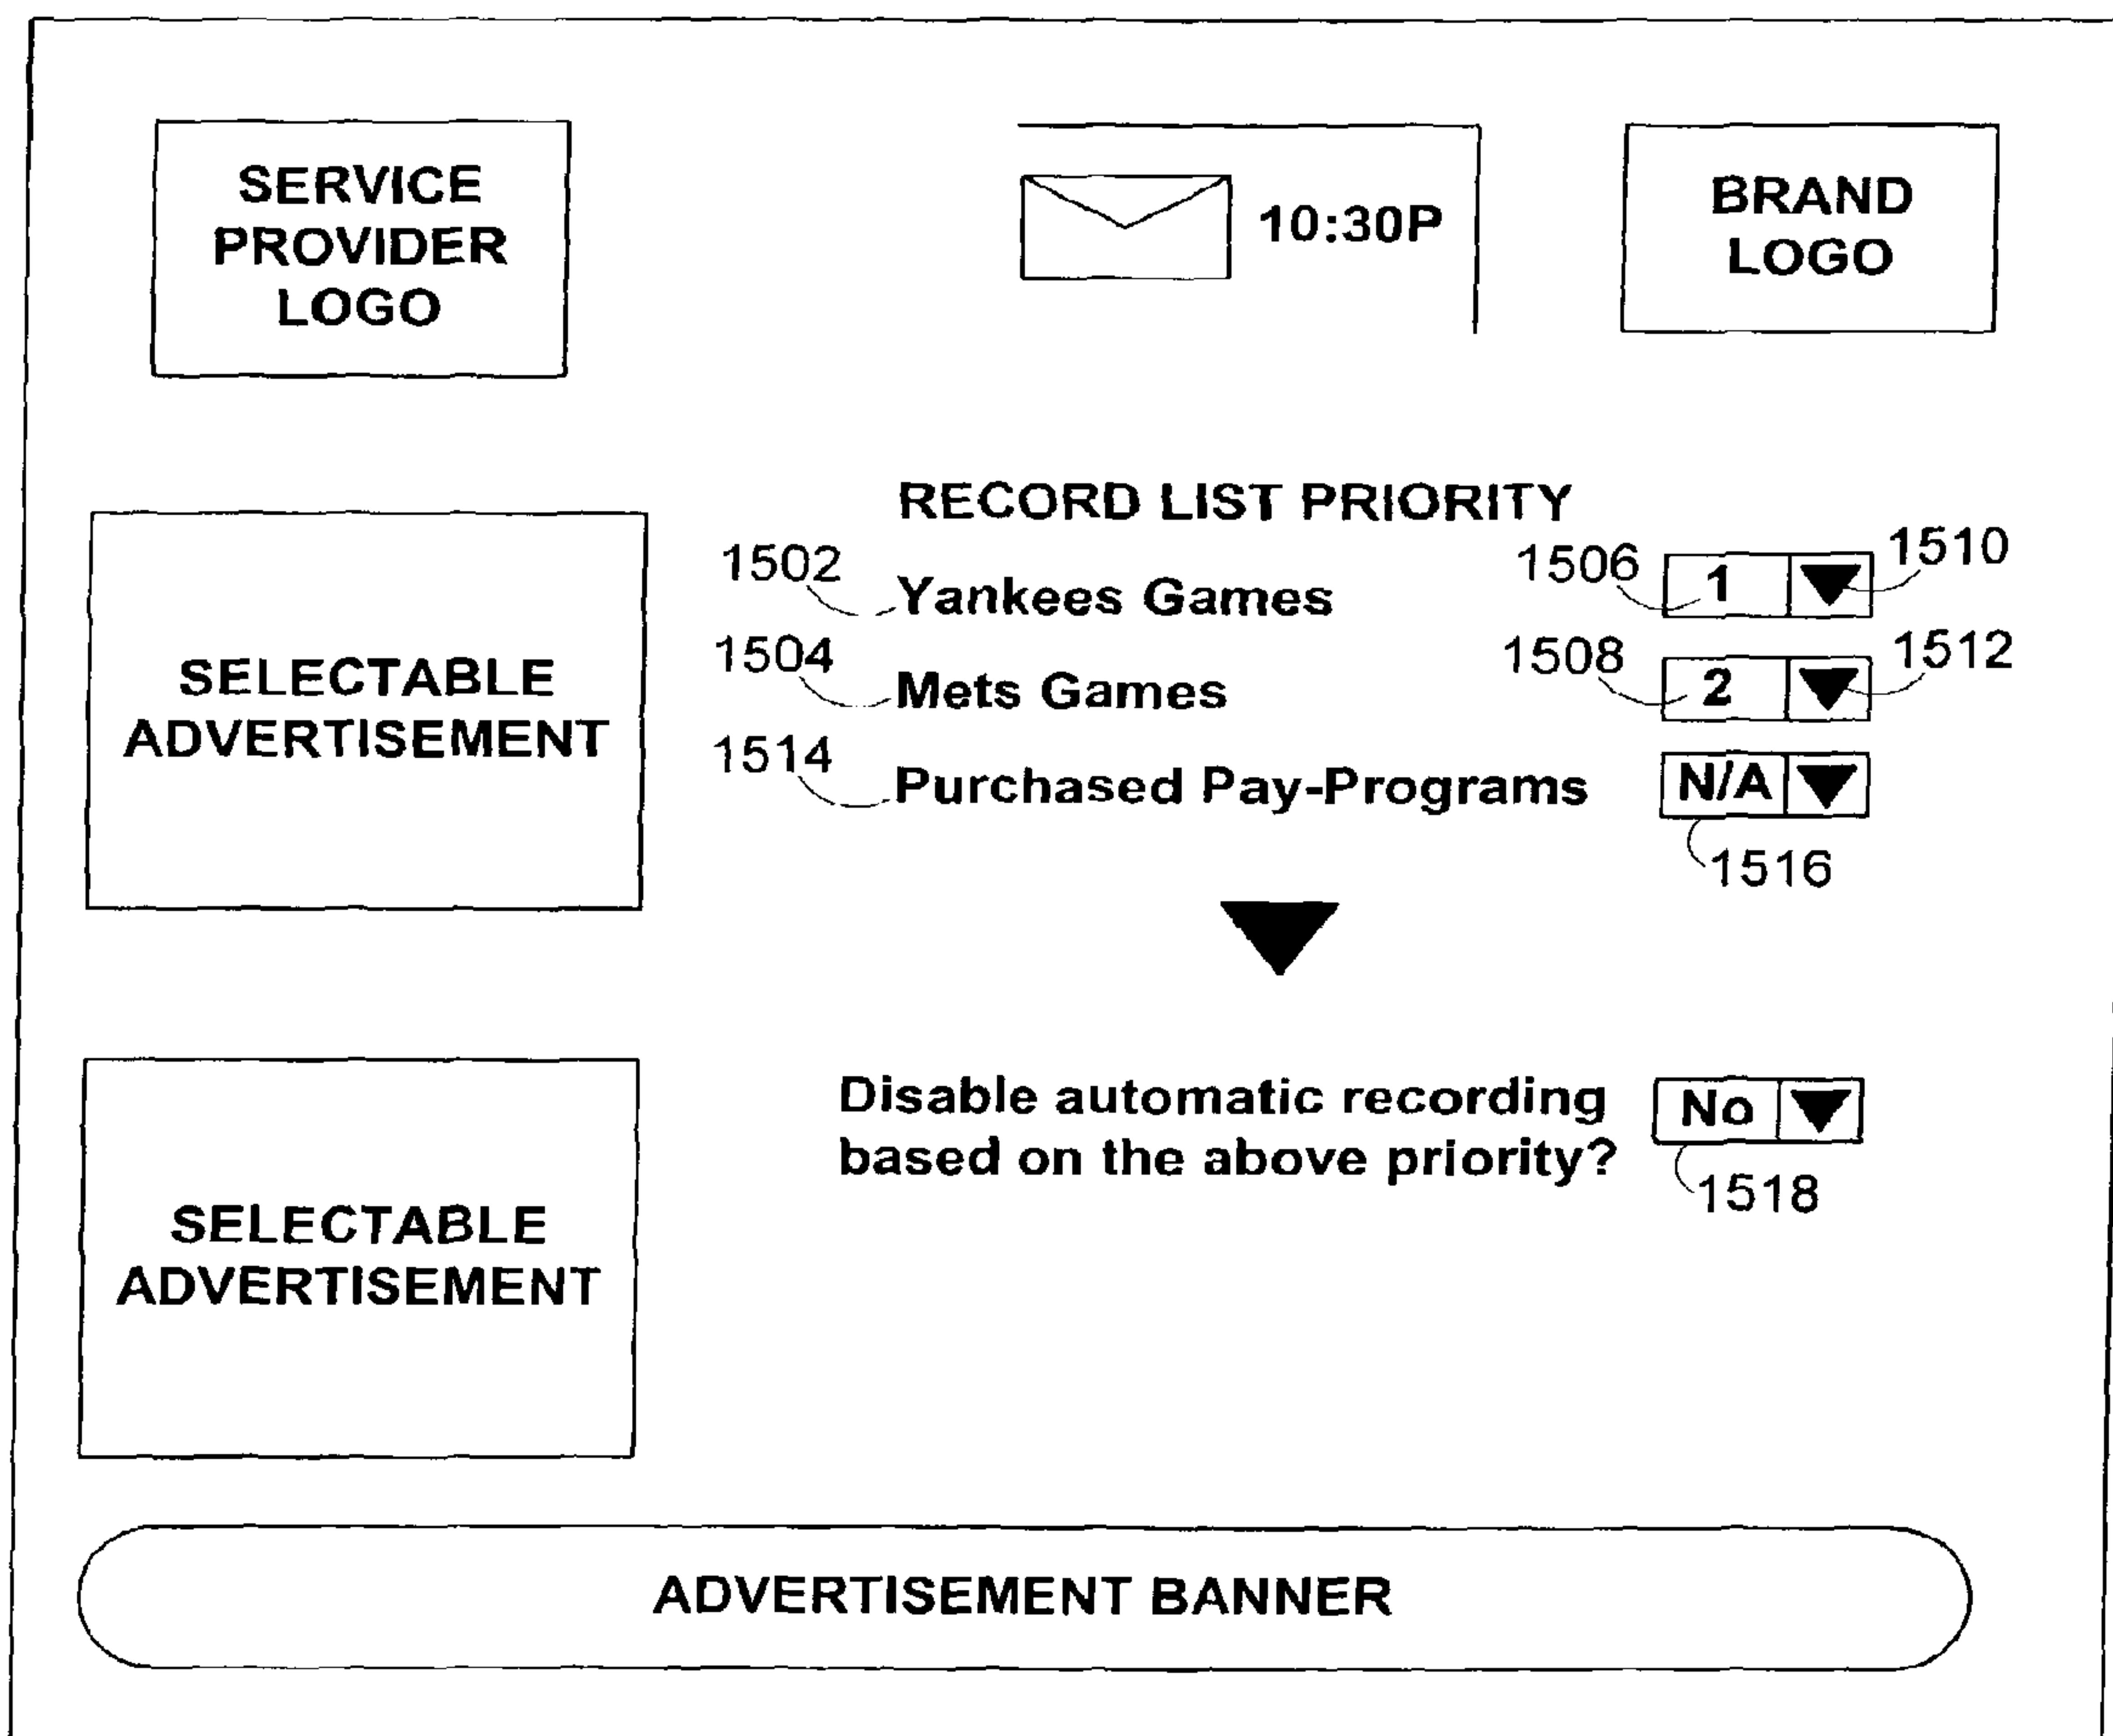 SERVICE
PROVIDER
LOGO
10:30P
BRAND
LOGO
RECORD LIST PRIORITY
1502
Yankees Games
1506
1
1510
1504
Mets Games
1508
2
1512
1514
Purchased Pay-Programs
N/A
1516
SELECTABLE
ADVERTISEMENT
Disable automatic recording
based on the above priority?
No
1518
SELECTABLE
ADVERTISEMENT
ADVERTISEMENT BANNER